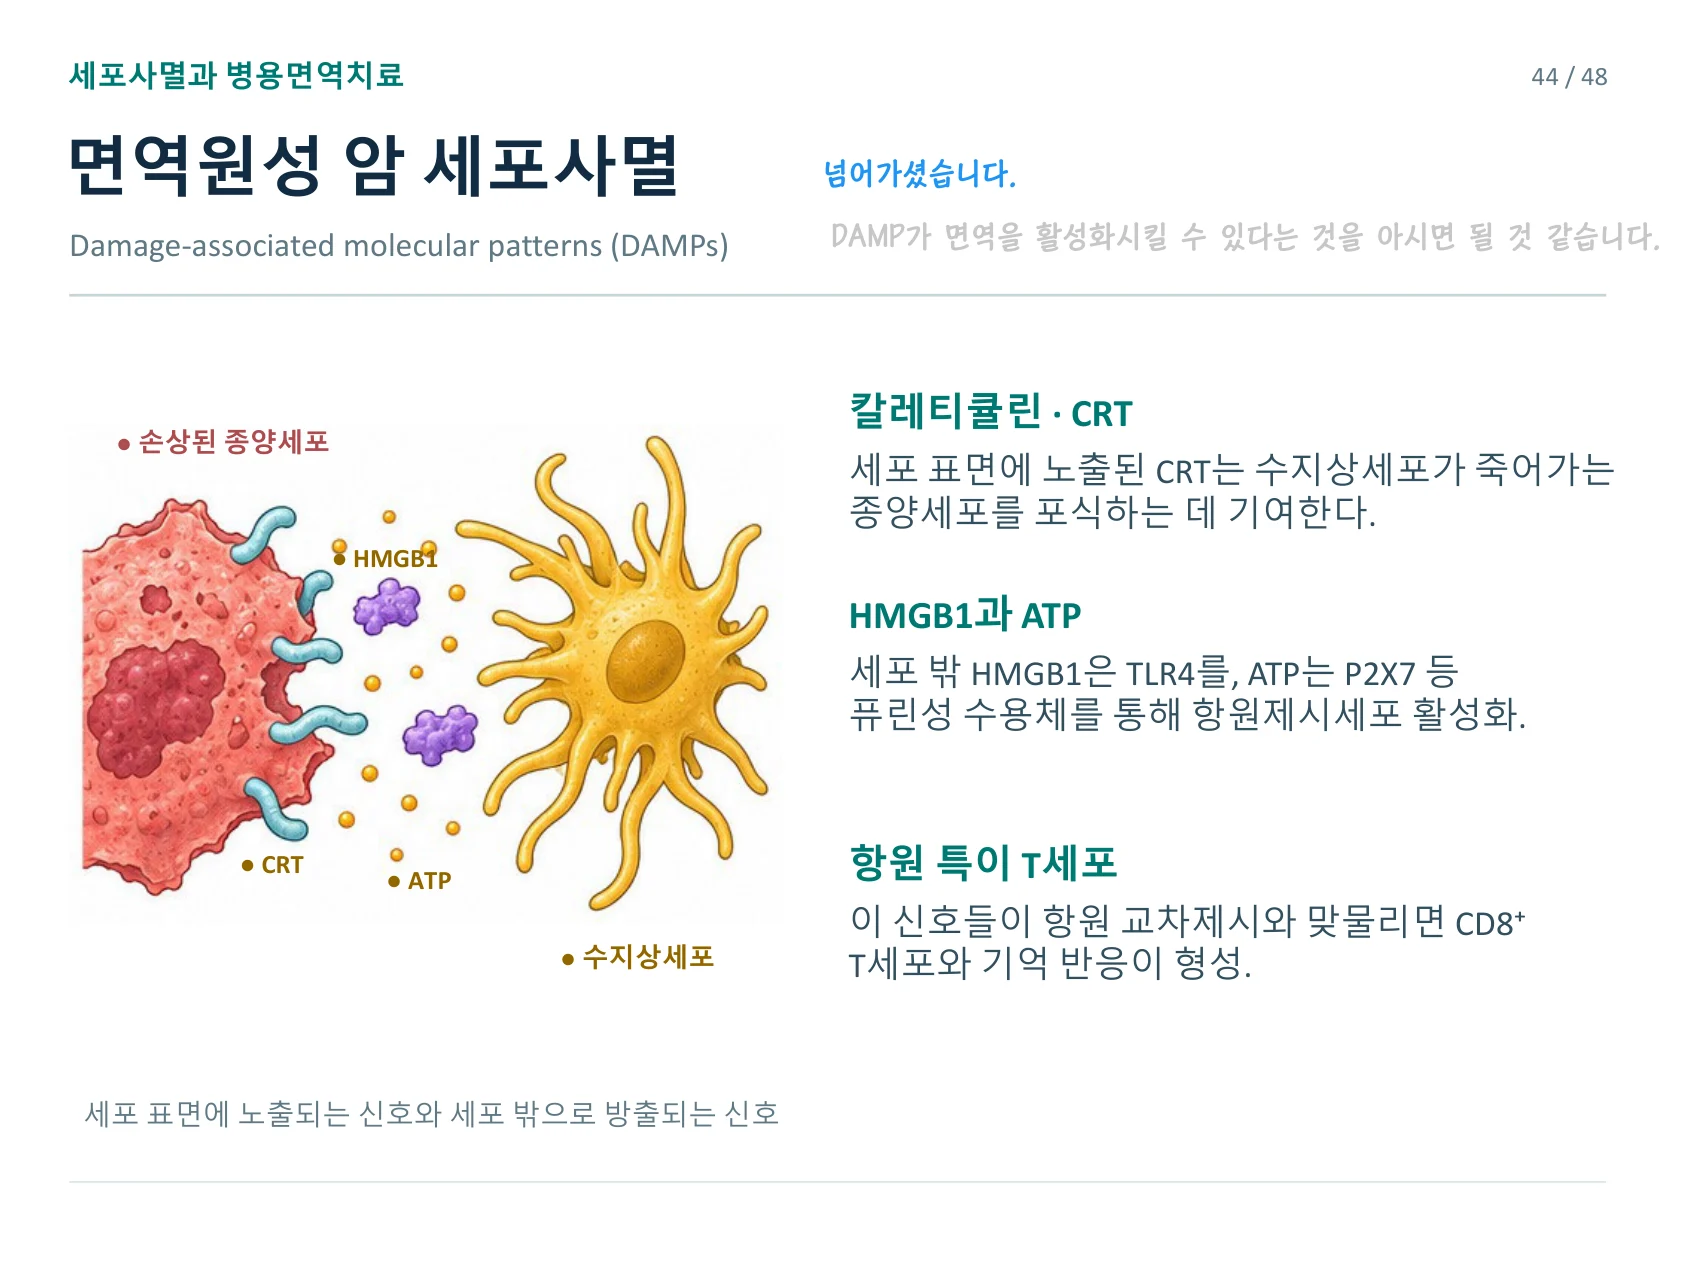 세포사멸과 병용면역치료
44 / 48
면역원성 암 세포사멸
넘어가셨습니다.
Damage-associated molecular patterns (DAMPs)
DAMP가 면역을 활성화시킬 수 있다는 것을 아시면 될 것 같습니다.
• 손상된 종양세포
• HMGB1
• CRT
• ATP
• 수지상세포
세포 표면에 노출되는 신호와 세포 밖으로 방출되는 신호
칼레티큘린 · CRT
세포 표면에 노출된 CRT는 수지상세포가 죽어가는
종양세포를 포식하는 데 기여한다.
HMGB1과 ATP
세포 밖 HMGB1은 TLR4를, ATP는 P2X7 등
퓨린성 수용체를 통해 항원제시세포 활성화.
항원 특이 T세포
이 신호들이 항원 교차제시와 맞물리면 CD8⁺
T세포와 기억 반응이 형성.